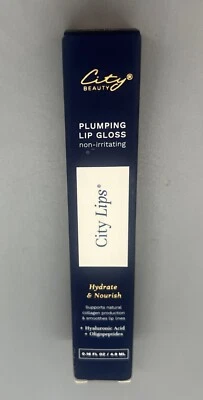 City®
BEAUTY
PLUMPING
LIP GLOSS
non-irritating
City Lips®
Hydrate
& Nourish
Supports natural
collagen production
& smoothes lip lines
+ Hyaluronic Acid
+ Oligopeptides
0.16 FL OZ / 4.8 ML